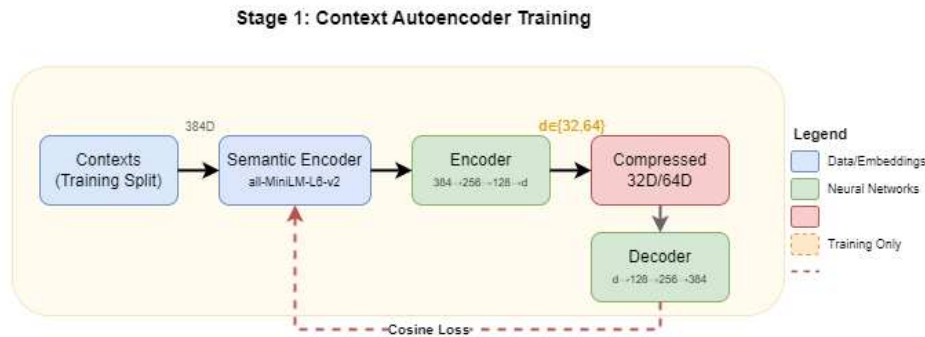 Stage 1: Context Autoencoder Training
384D
d∈{32,64}
Contexts
(Training Split)
Semantic Encoder
all-MiniLM-L6-v2
Encoder
384→256→128→d
Compressed
32D/64D
Decoder
d→128→256→384
Cosine Loss
Legend
Data/Embeddings
Neural Networks
Training Only